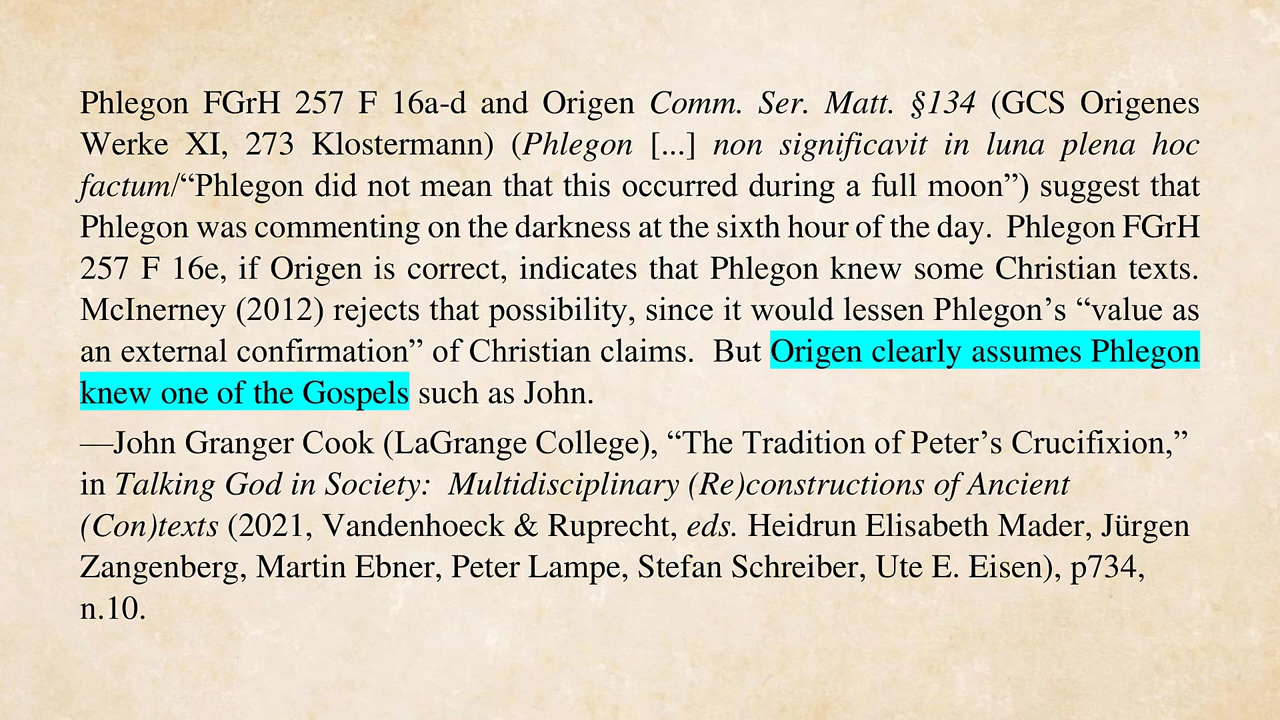 Phlegon FGrH 257 F 16a-d and Origen Comm. Ser. Matt. §134 (GCS Origenes
Werke XI, 273 Klostermann) (Phlegon [...] non significavit in luna plena hoc
factum/“Phlegon did not mean that this occurred during a full moon”) suggest that
Phlegon was commenting on the darkness at the sixth hour of the day. Phlegon FGrH
257 F 16e, if Origen is correct, indicates that Phlegon knew some Christian texts.
McInerney (2012) rejects that possibility, since it would lessen Phlegon’s “value as
an external confirmation” of Christian claims. But Origen clearly assumes Phlegon
knew one of the Gospels such as John.
—John Granger Cook (LaGrange College), “The Tradition of Peter’s Crucifixion,”
in Talking God in Society: Multidisciplinary (Re)constructions of Ancient
(Con)texts (2021, Vandenhoeck & Ruprecht, eds. Heidrun Elisabeth Mader, Jürgen
Zangenberg, Martin Ebner, Peter Lampe, Stefan Schreiber, Ute E. Eisen), p734,
n.10.